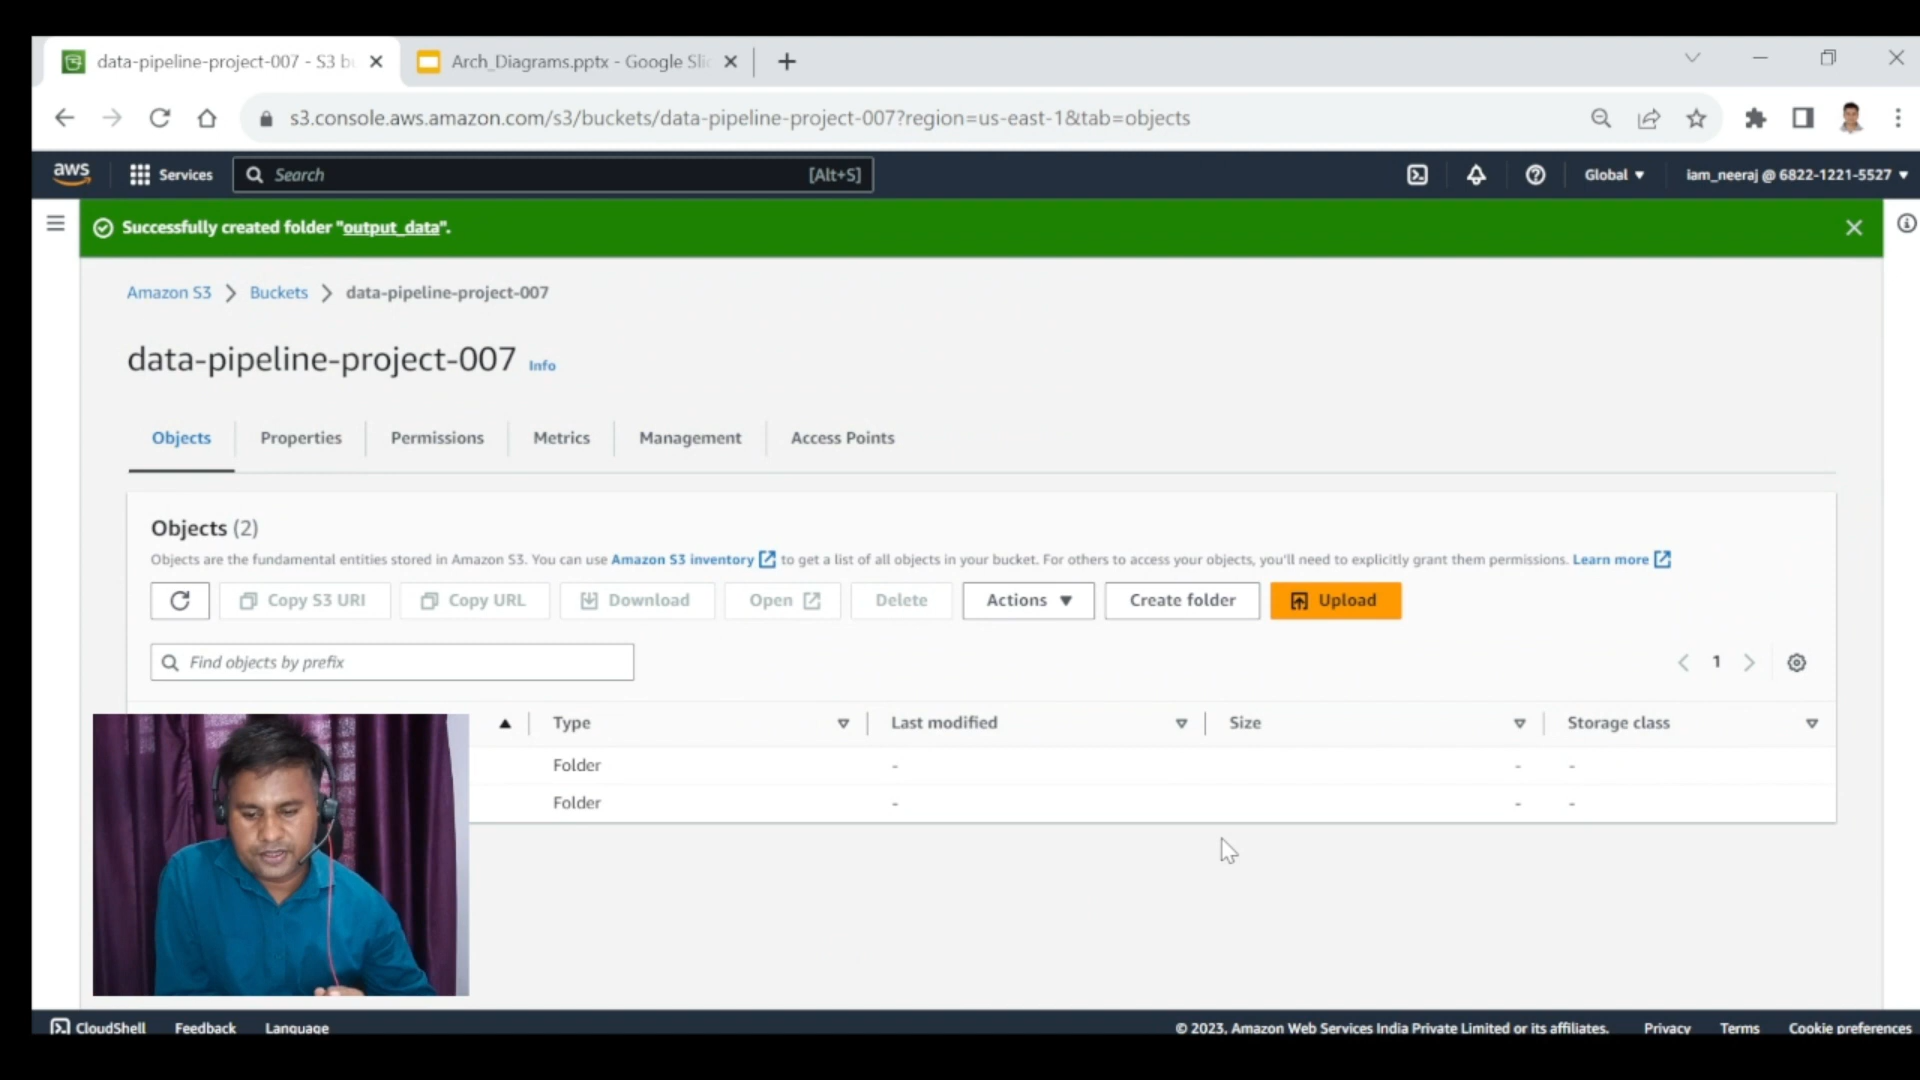 data-pipeline-project-007 - S3 b
Arch_Diagrams.pptx - Google Sli
s3.console.aws.amazon.com/s3/buckets/data-pipeline-project-007?region=us-east-1&tab=objects
aws Services Search [Alt+S] Global iam_neeraj @ 6822-1221-5527
Successfully created folder "output_data".
Amazon S3 Buckets data-pipeline-project-007
data-pipeline-project-007 Info
Objects Properties Permissions Metrics Management Access Points
Objects (2)
Objects are the fundamental entities stored in Amazon S3. You can use Amazon S3 inventory to get a list of all objects in your bucket. For others to access your objects, you'll need to explicitly grant them permissions. Learn more
Copy S3 URI Copy URL Download Open Delete Actions Create folder Upload
Find objects by prefix
1
Type Last modified Size Storage class
Folder - - -
Folder - - -
CloudShell Feedback Language © 2023, Amazon Web Services India Private Limited or its affiliates. Privacy Terms Cookie preferences